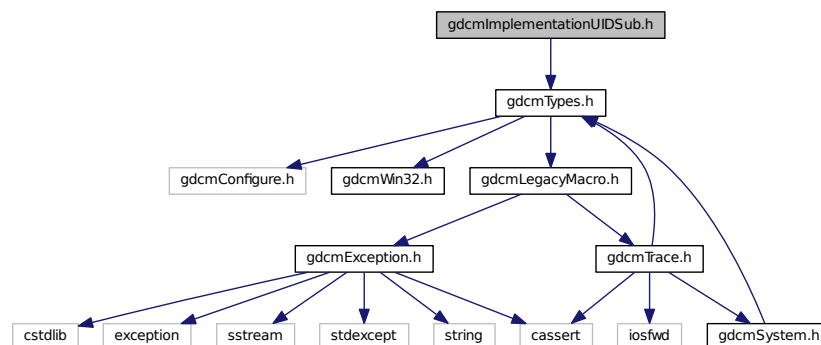 gdcmImplementationUIDSub.h
gdcmTypes.h
gdcmConfigure.h
gdcmWin32.h
gdcmLegacyMacro.h
gdcmException.h
gdcmTrace.h
cstdlib
exception
sstream
stdexcept
string
cassert
iosfwd
gdcmSystem.h